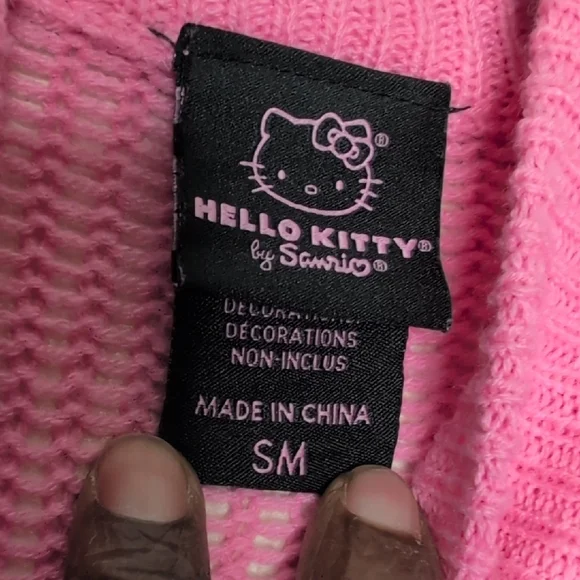 HELLO KITTY®
by Sanrio®
DÉCORATIONS
NON-INCLUS
MADE IN CHINA
SM